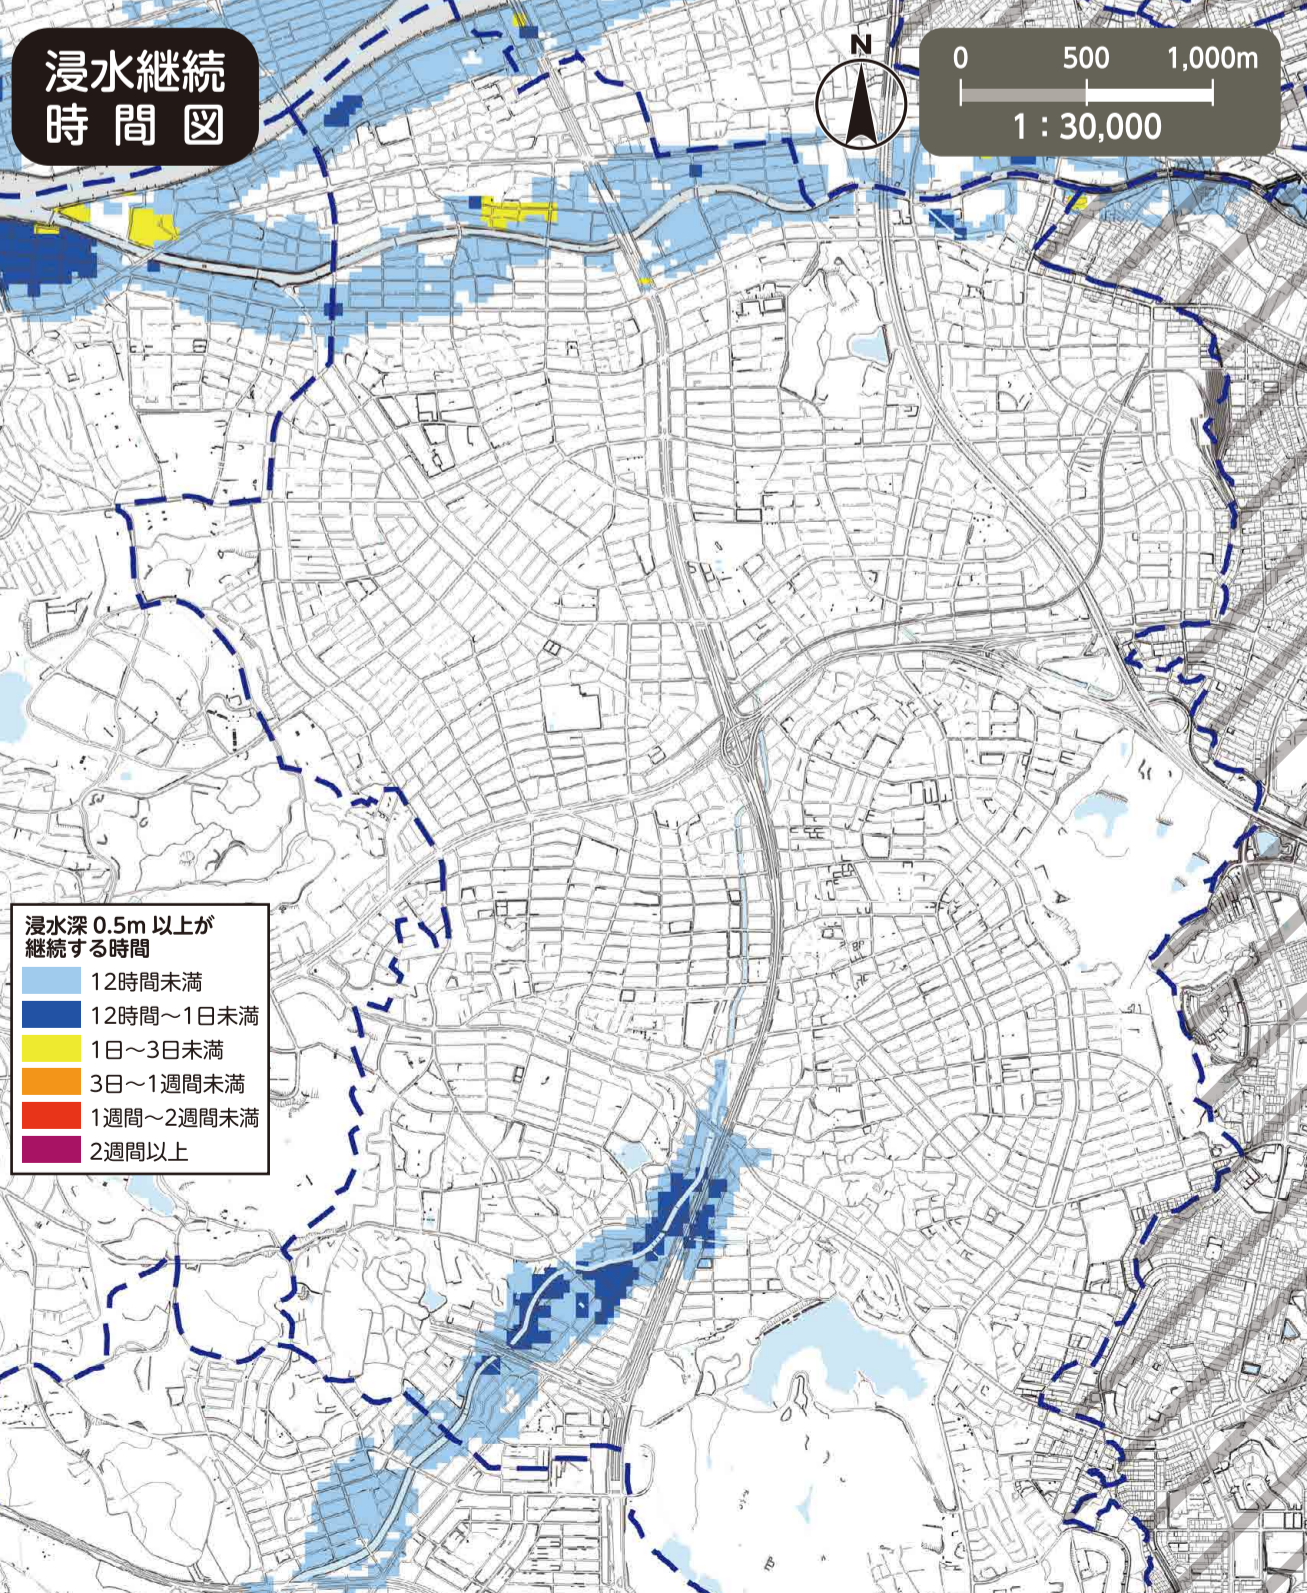 浸水継続
時間図
N
0 500 1,000m
1：30,000
浸水深 0.5m 以上が
継続する時間
12時間未満
12時間～1日未満
1日～3日未満
3日～1週間未満
1週間～2週間未満
2週間以上